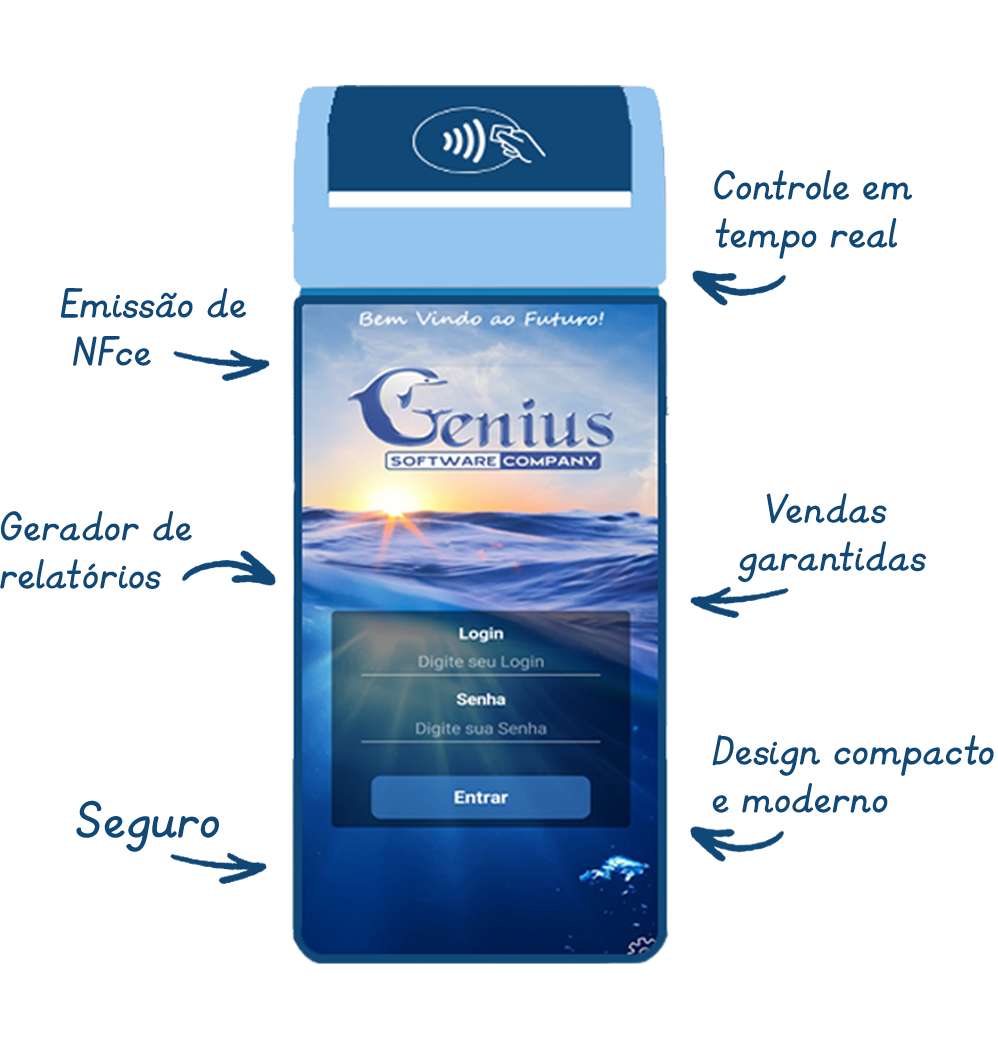 Controle em
tempo real
Emissão de
NFce
Bem Vindo ao Futuro!
Genius
SOFTWARE COMPANY
Gerador de
relatórios
Vendas
garantidas
Login
Digite seu Login
Senha
Digite sua Senha
Entrar
Design compacto
e moderno
Seguro